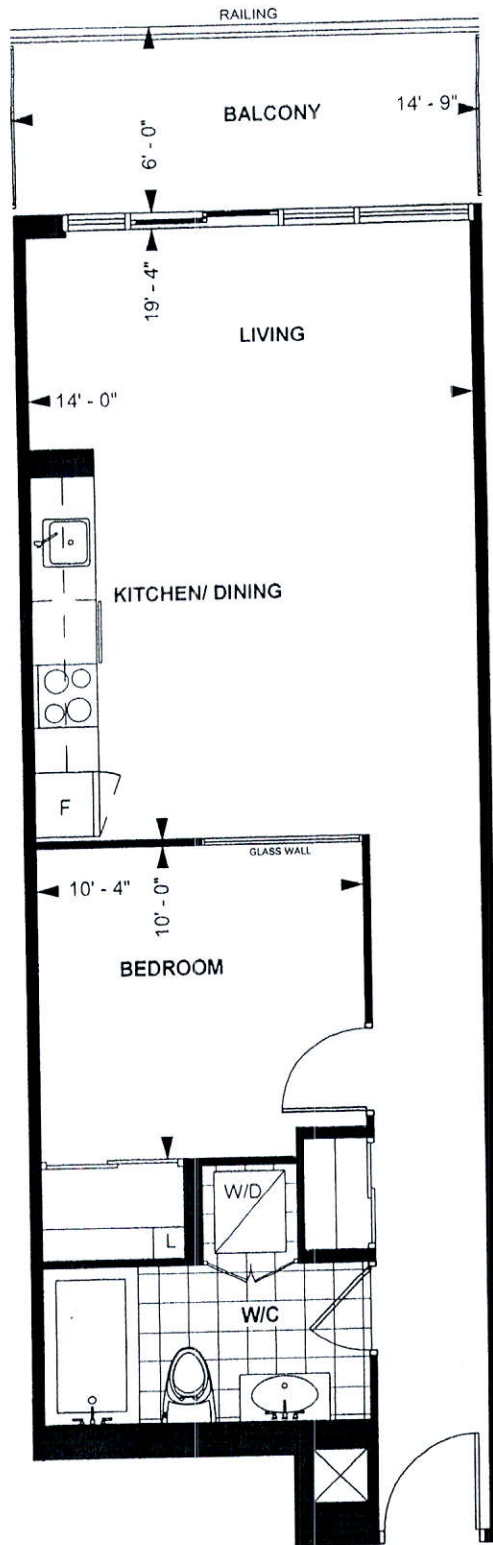 RAILING
BALCONY
14' - 9"
6' - 0"
19' - 4"
LIVING
14' - 0"
KITCHEN/ DINING
F
GLASS WALL
10' - 4"
10' - 0"
BEDROOM
W/D
L
W/C